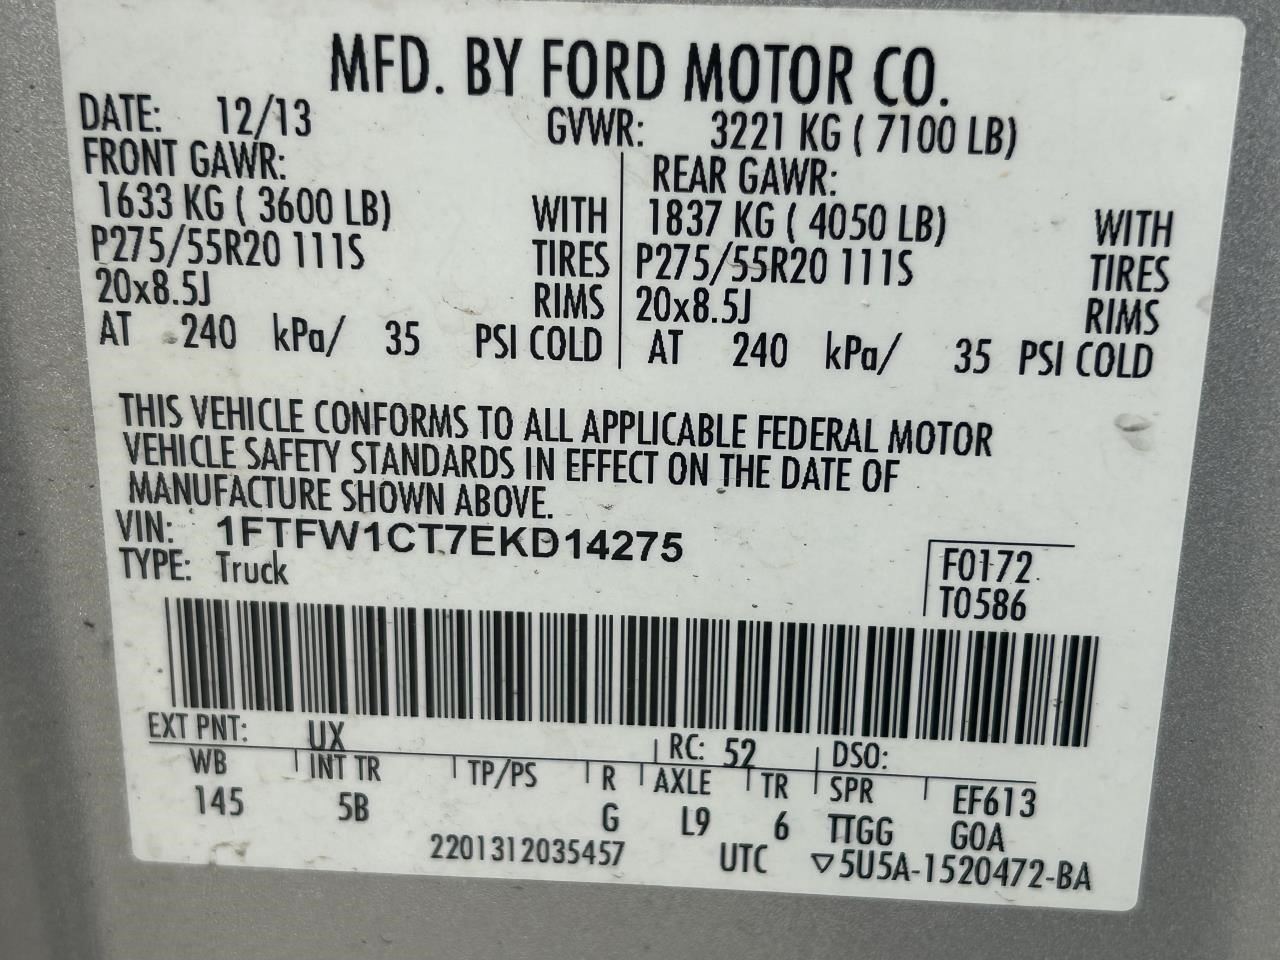 MFD. BY FORD MOTOR CO.
DATE: 12/13 GVWR: 3221 KG ( 7100 LB)
FRONT GAWR: REAR GAWR:
1633 KG ( 3600 LB) WITH 1837 KG ( 4050 LB) WITH
P275/55R20 111S TIRES P275/55R20 111S TIRES
20x8.5J RIMS 20x8.5J RIMS
AT 240 kPa/ 35 PSI COLD AT 240 kPa/ 35 PSI COLD
THIS VEHICLE CONFORMS TO ALL APPLICABLE FEDERAL MOTOR
VEHICLE SAFETY STANDARDS IN EFFECT ON THE DATE OF
MANUFACTURE SHOWN ABOVE.
VIN: 1FTFW1CT7EKD14275
TYPE: Truck
F0172
T0586
EXT PNT: UX RC: 52 DSO:
WB INT TR TP/PS R AXLE TR SPR EF613
145 5B G L9 6 TTGG GOA
2201312035457 UTC ▽5U5A-1520472-BA